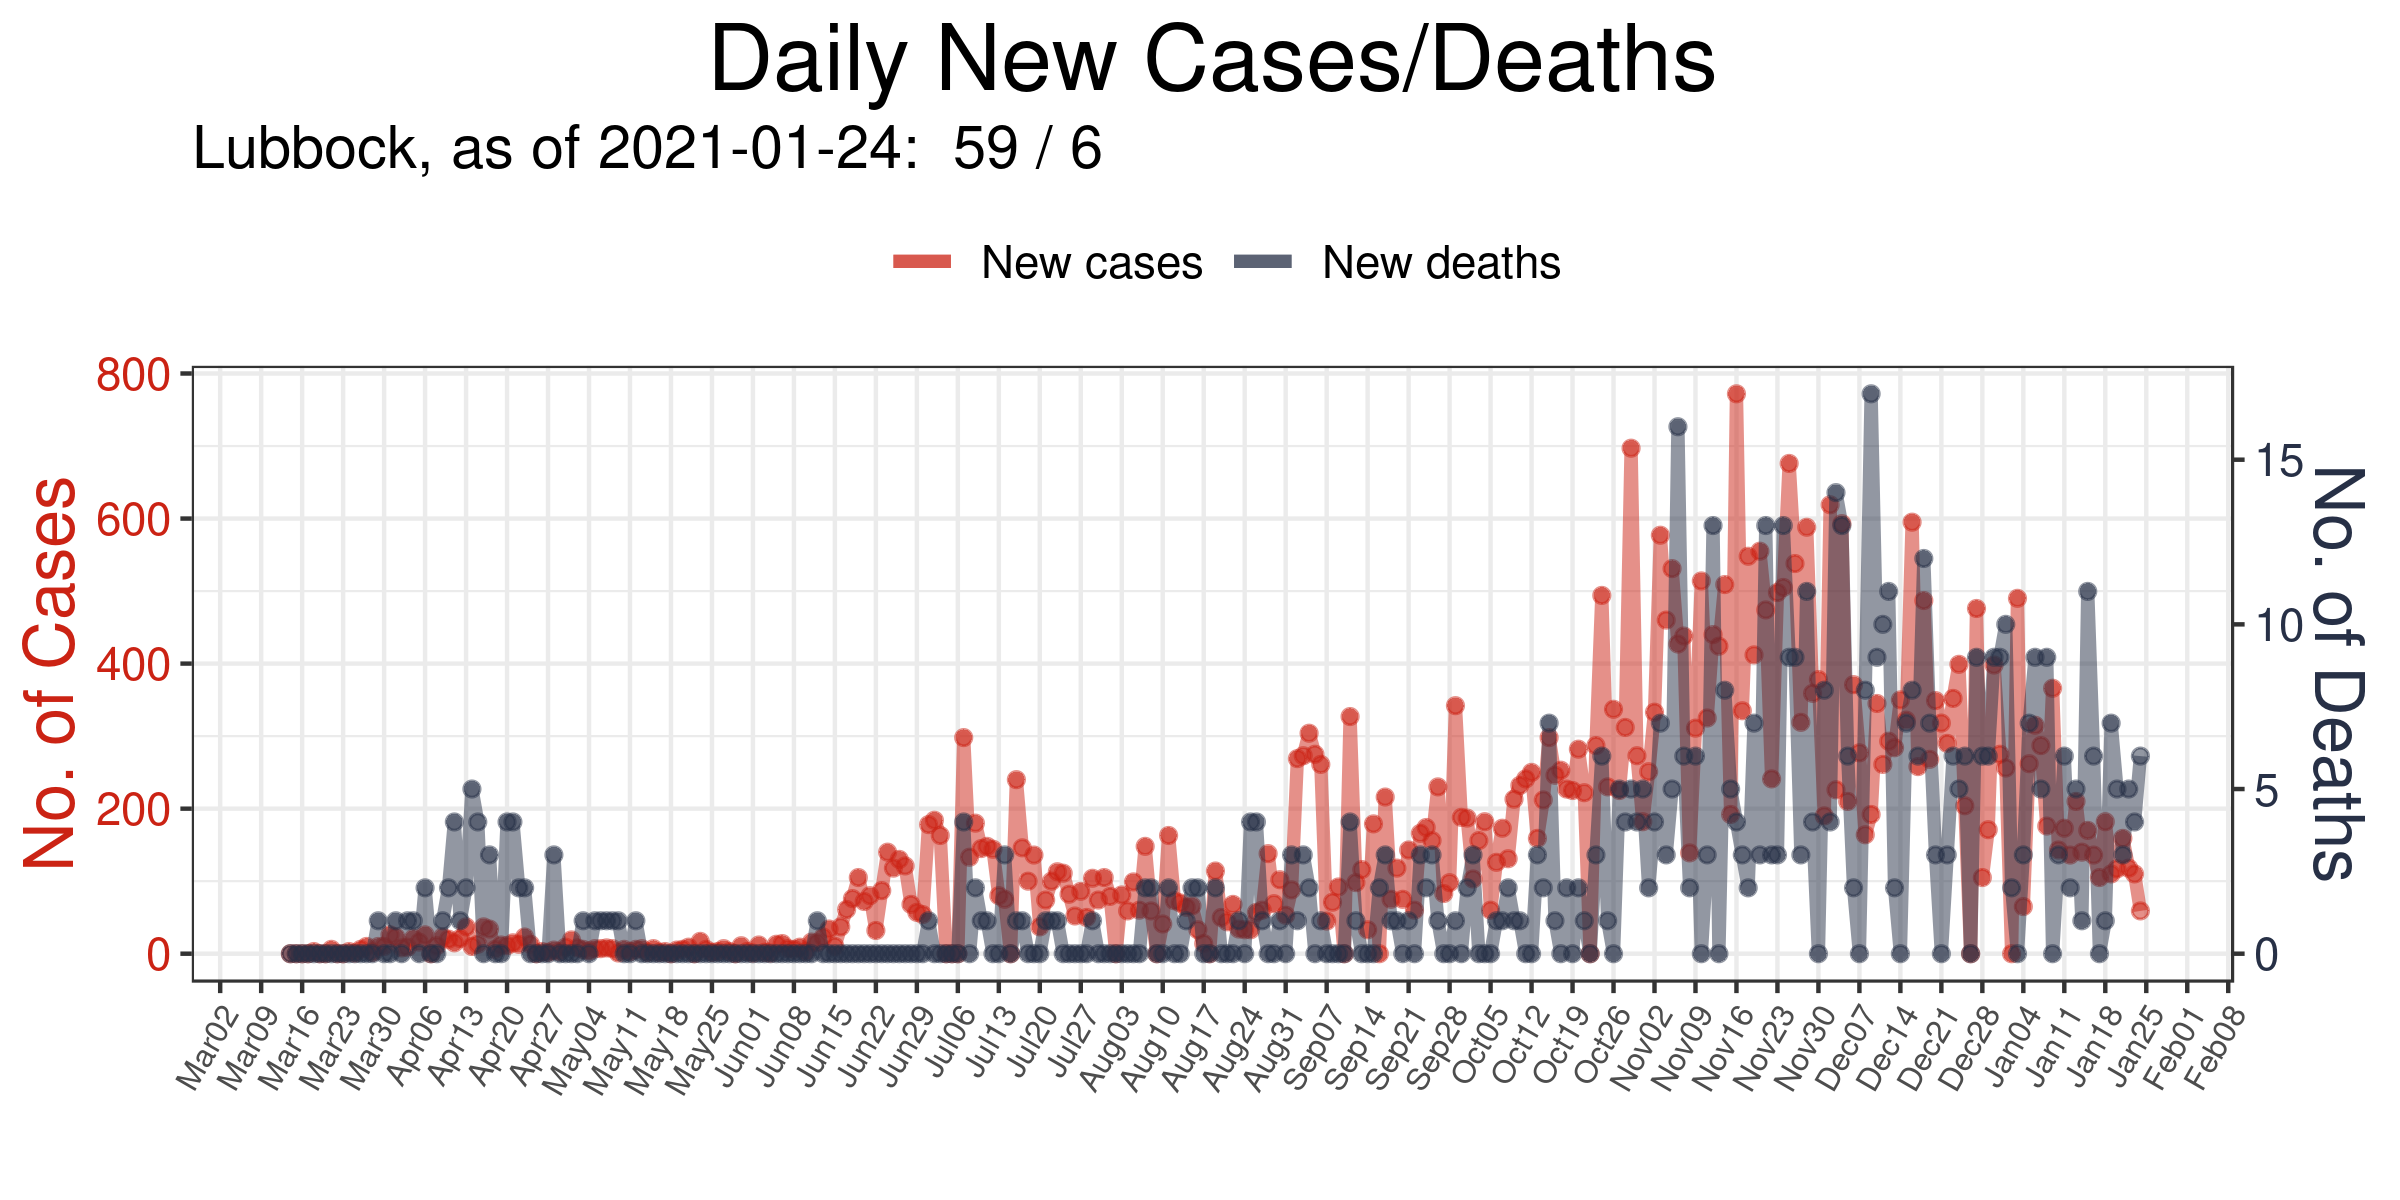 Daily New Cases/Deaths
Lubbock, as of 2021-01-24: 59 / 6
New cases New deaths
No. of Cases
800
600
400
200
0
15
10
5
0
No. of Deaths
Mar02
Mar09
Mar16
Mar23
Mar30
Apr06
Apr13
Apr20
Apr27
May04
May11
May18
May25
Jun01
Jun08
Jun15
Jun22
Jun29
Jul06
Jul13
Jul20
Jul27
Aug03
Aug10
Aug17
Aug24
Aug31
Sep07
Sep14
Sep21
Sep28
Oct05
Oct12
Oct19
Oct26
Nov02
Nov09
Nov16
Nov23
Nov30
Dec07
Dec14
Dec21
Dec28
Jan04
Jan11
Jan18
Jan25
Feb01
Feb08